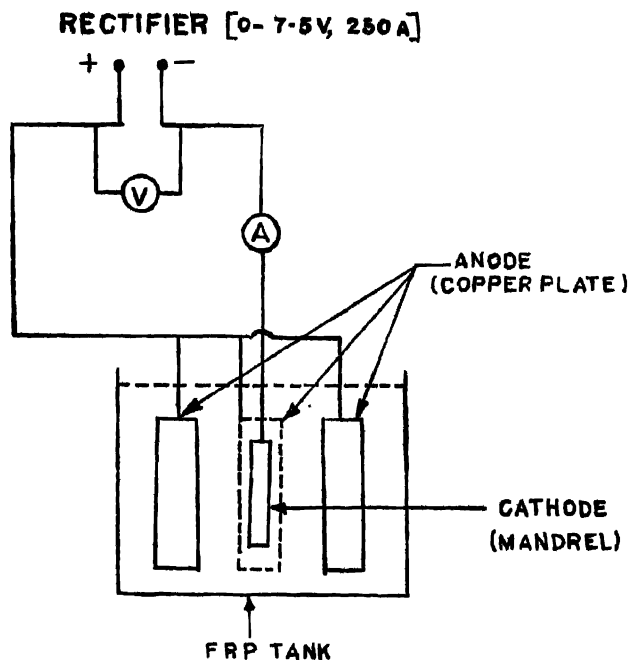 RECTIFIER [0- 7-5V, 250A]
+ -
V
A
ANODE
(COPPER PLATE)
CATHODE
(MANDREL)
FRP TANK